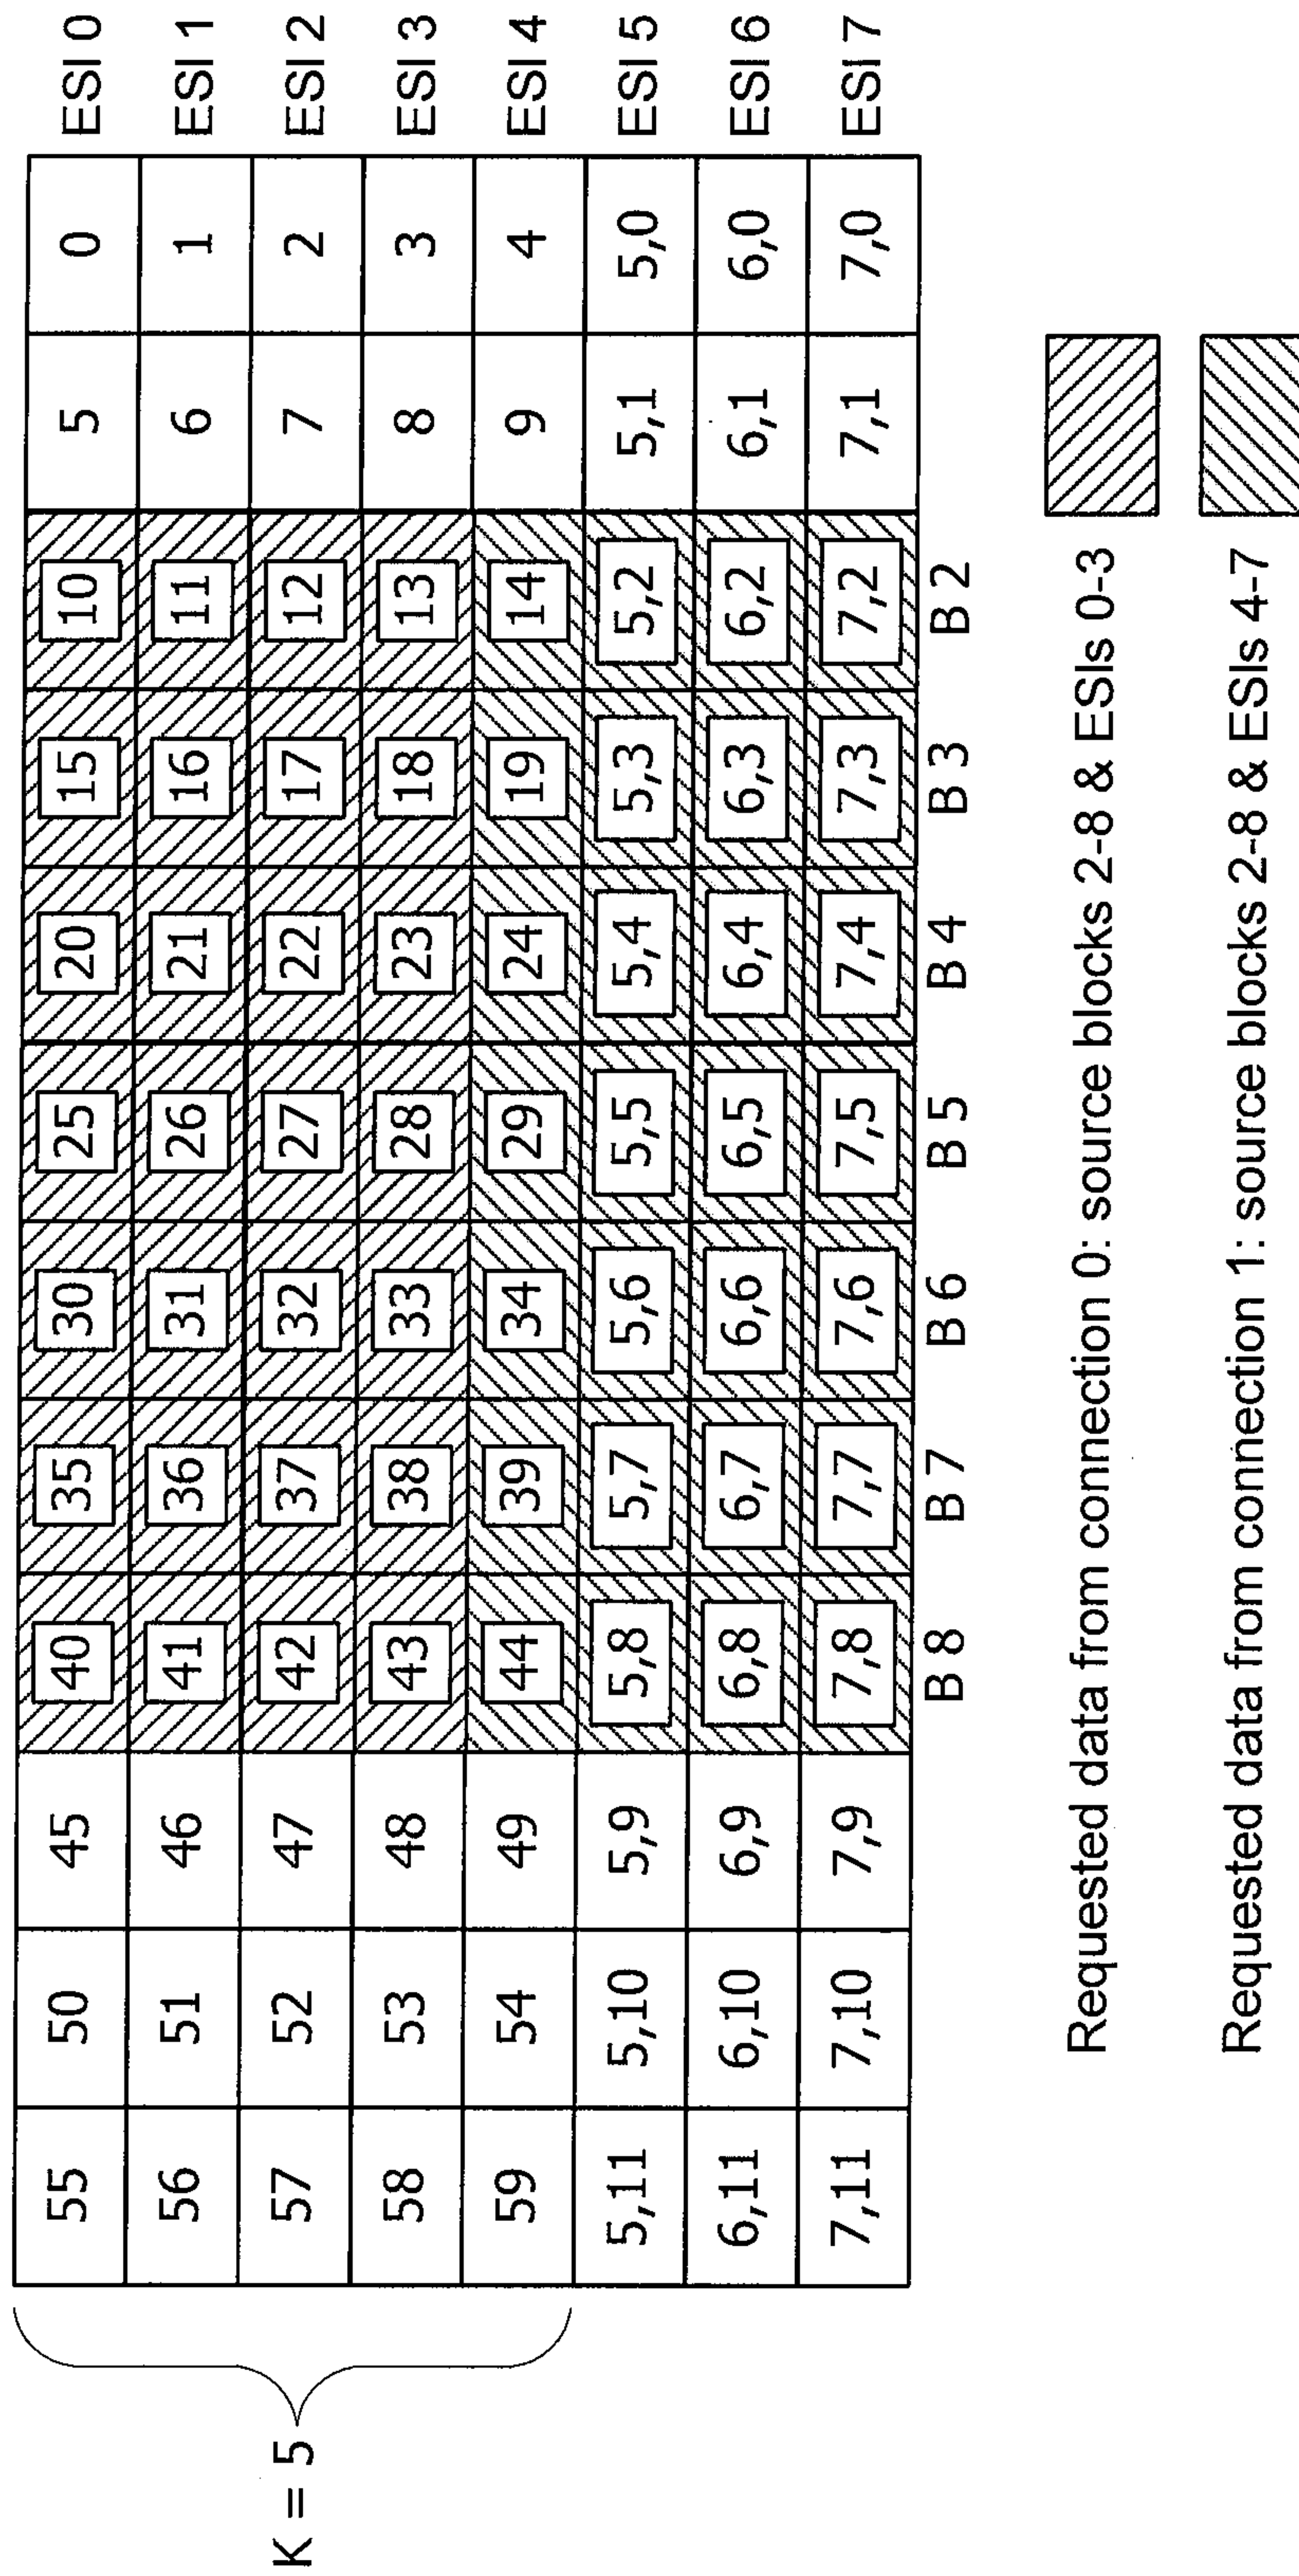 55 50 45 40 35 30 25 20 15 10 5 0 ESI 0
56 51 46 41 36 31 26 21 16 11 6 1 ESI 1
K = 5 57 52 47 42 37 32 27 22 17 12 7 2 ESI 2
58 53 48 43 38 33 28 23 18 13 8 3 ESI 3
59 54 49 44 39 34 29 24 19 14 9 4 ESI 4
5,11 5,10 5,9 5,8 5,7 5,6 5,5 5,4 5,3 5,2 5,1 5,0 ESI 5
6,11 6,10 6,9 6,8 6,7 6,6 6,5 6,4 6,3 6,2 6,1 6,0 ESI 6
7,11 7,10 7,9 7,8 7,7 7,6 7,5 7,4 7,3 7,2 7,1 7,0 ESI 7
B 8 B 7 B 6 B 5 B 4 B 3 B 2
Requested data from connection 0: source blocks 2-8 & ESIs 0-3
Requested data from connection 1: source blocks 2-8 & ESIs 4-7